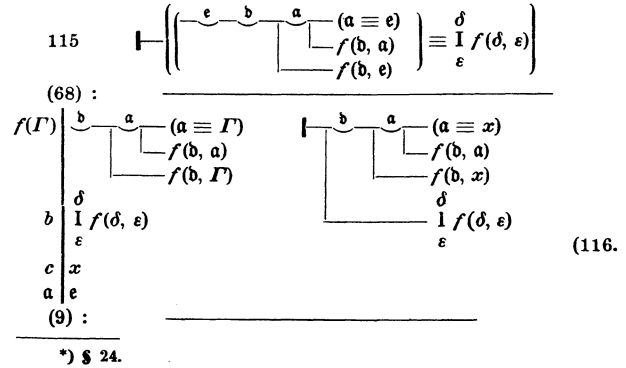 115 ⊢ [( e b a (a ≡ e) ) ≡ δ I ε f(δ, ε)]
f(b, a)
f(b, e)
(68) :
f(Γ) | b a (a ≡ Γ) ⊢ b a (a ≡ x)
f(b, a) f(b, a)
f(b, Γ) f(b, x)
b | δ I ε f(δ, ε) δ I ε f(δ, ε)
(116.
c | x
a | e
(9) :
*) § 24.